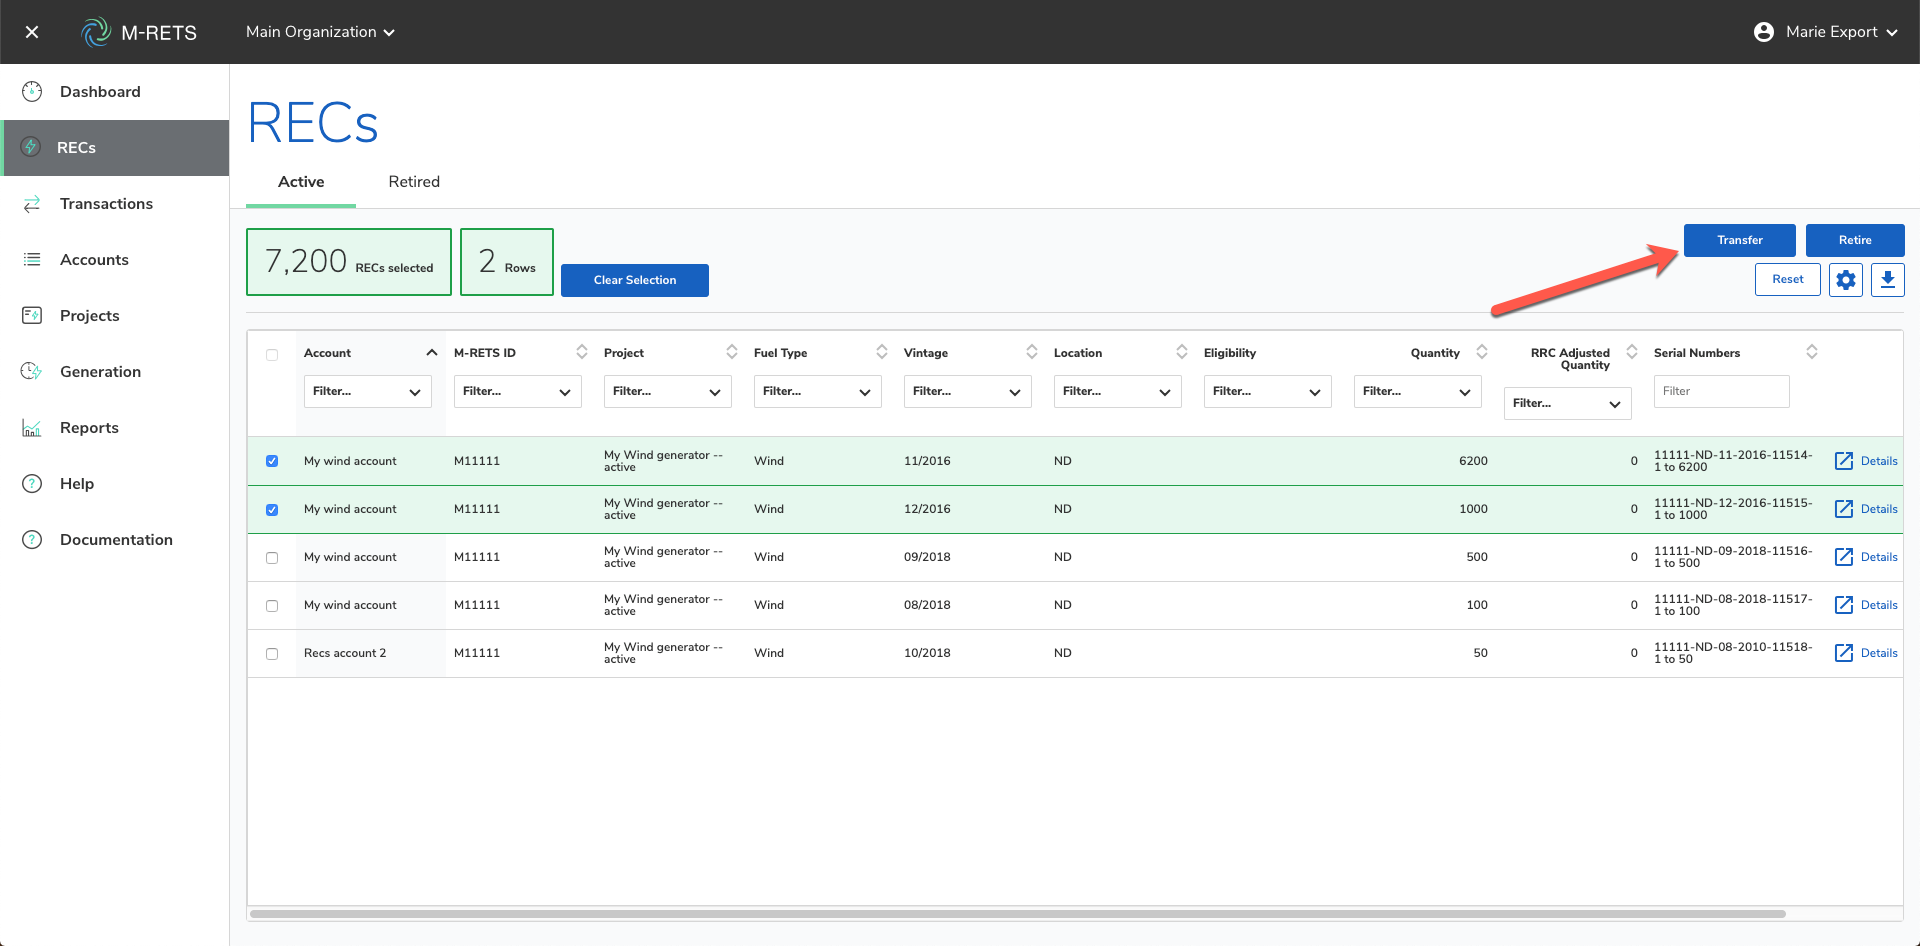 M-RETS
Main Organization
Marie Export
Dashboard
RECs
Transactions
Accounts
Projects
Generation
Reports
Help
Documentation
RECs
Active Retired
7,200 RECs selected
2 Rows
Clear Selection
Transfer Retire
Reset
Account M-RETS ID Project Fuel Type Vintage Location Eligibility Quantity RRC Adjusted Quantity Serial Numbers
Filter... Filter... Filter... Filter... Filter... Filter... Filter... Filter... Filter... Filter
My wind account M11111 My Wind generator -- active Wind 11/2016 ND 6200 0 11111-ND-11-2016-11514-1 to 6200 Details
My wind account M11111 My Wind generator -- active Wind 12/2016 ND 1000 0 11111-ND-12-2016-11515-1 to 1000 Details
My wind account M11111 My Wind generator -- active Wind 09/2018 ND 500 0 11111-ND-09-2018-11516-1 to 500 Details
My wind account M11111 My Wind generator -- active Wind 08/2018 ND 100 0 11111-ND-08-2018-11517-1 to 100 Details
Recs account 2 M11111 My Wind generator -- active Wind 10/2018 ND 50 0 11111-ND-08-2010-11518-1 to 50 Details